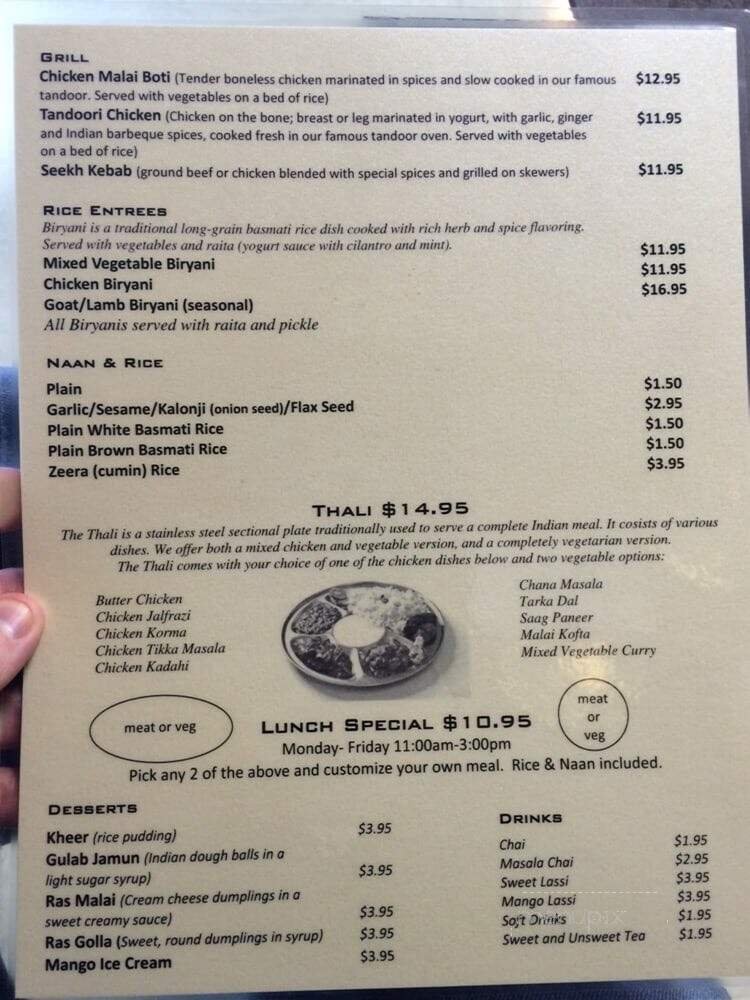 GRILL
Chicken Malai Boti (Tender boneless chicken marinated in spices and slow cooked in our famous $12.95
tandoor. Served with vegetables on a bed of rice)
Tandoori Chicken (Chicken on the bone; breast or leg marinated in yogurt, with garlic, ginger $11.95
and Indian barbeque spices, cooked fresh in our famous tandoor oven. Served with vegetables
on a bed of rice)
Seekh Kebab (ground beef or chicken blended with special spices and grilled on skewers) $11.95
RICE ENTREES
Biryani is a traditional long-grain basmati rice dish cooked with rich herb and spice flavoring.
Served with vegetables and raita (yogurt sauce with cilantro and mint).
Mixed Vegetable Biryani $11.95
Chicken Biryani $11.95
Goat/Lamb Biryani (seasonal) $16.95
All Biryanis served with raita and pickle
NAAN & RICE
Plain $1.50
Garlic/Sesame/Kalonji (onion seed)/Flax Seed $2.95
Plain White Basmati Rice $1.50
Plain Brown Basmati Rice $1.50
Zeera (cumin) Rice $3.95
THALI $14.95
The Thali is a stainless steel sectional plate traditionally used to serve a complete Indian meal. It cosists of various
dishes. We offer both a mixed chicken and vegetable version, and a completely vegetarian version.
The Thali comes with your choice of one of the chicken dishes below and two vegetable options:
Butter Chicken
Chicken Jalfrazi
Chicken Korma
Chicken Tikka Masala
Chicken Kadahi
Chana Masala
Tarka Dal
Saag Paneer
Malai Kofta
Mixed Vegetable Curry
meat or veg
LUNCH SPECIAL $10.95
Monday- Friday 11:00am-3:00pm
meat
or
veg
Pick any 2 of the above and customize your own meal. Rice & Naan included.
DESSERTS
Kheer (rice pudding) $3.95
Gulab Jamun (Indian dough balls in a
light sugar syrup) $3.95
Ras Malai (Cream cheese dumplings in a
sweet creamy sauce) $3.95
Ras Golla (Sweet, round dumplings in syrup) $3.95
Mango Ice Cream $3.95
DRINKS
Chai $1.95
Masala Chai $2.95
Sweet Lassi $3.95
Mango Lassi $3.95
Soft Drinks $1.95
Sweet and Unsweet Tea $1.95